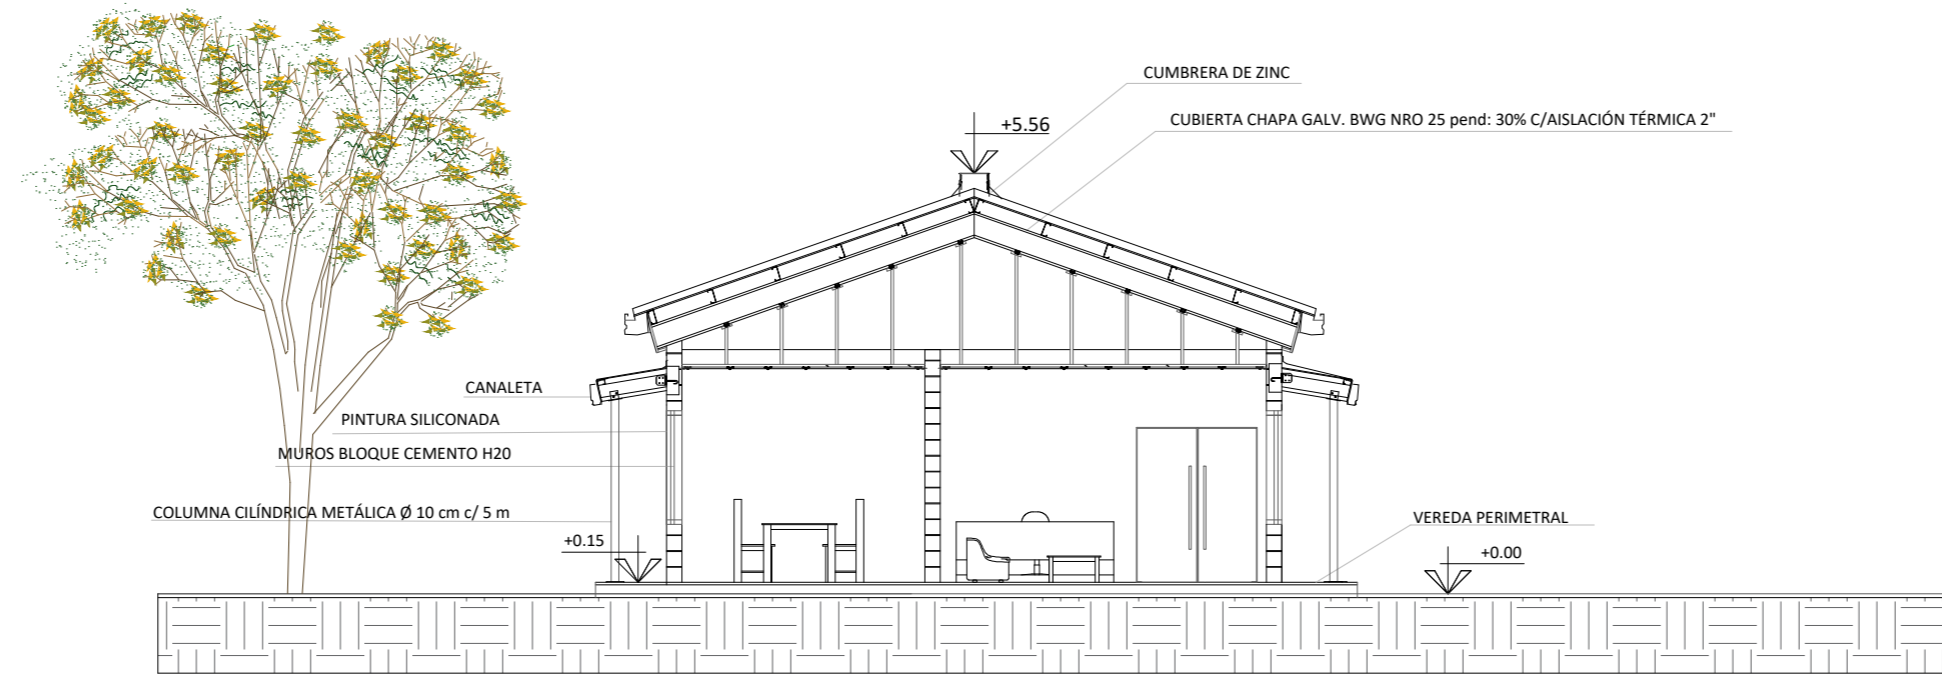 CUMBRERA DE ZINC
+5.56
CUBIERTA CHAPA GALV. BWG NRO 25 pend: 30% C/AISLACIÓN TÉRMICA 2"
CANALETA
PINTURA SILICONADA
MUROS BLOQUE CEMENTO H20
COLUMNA CILÍNDRICA METÁLICA Ø 10 cm c/ 5 m
VEREDA PERIMETRAL
+0.15
+0.00